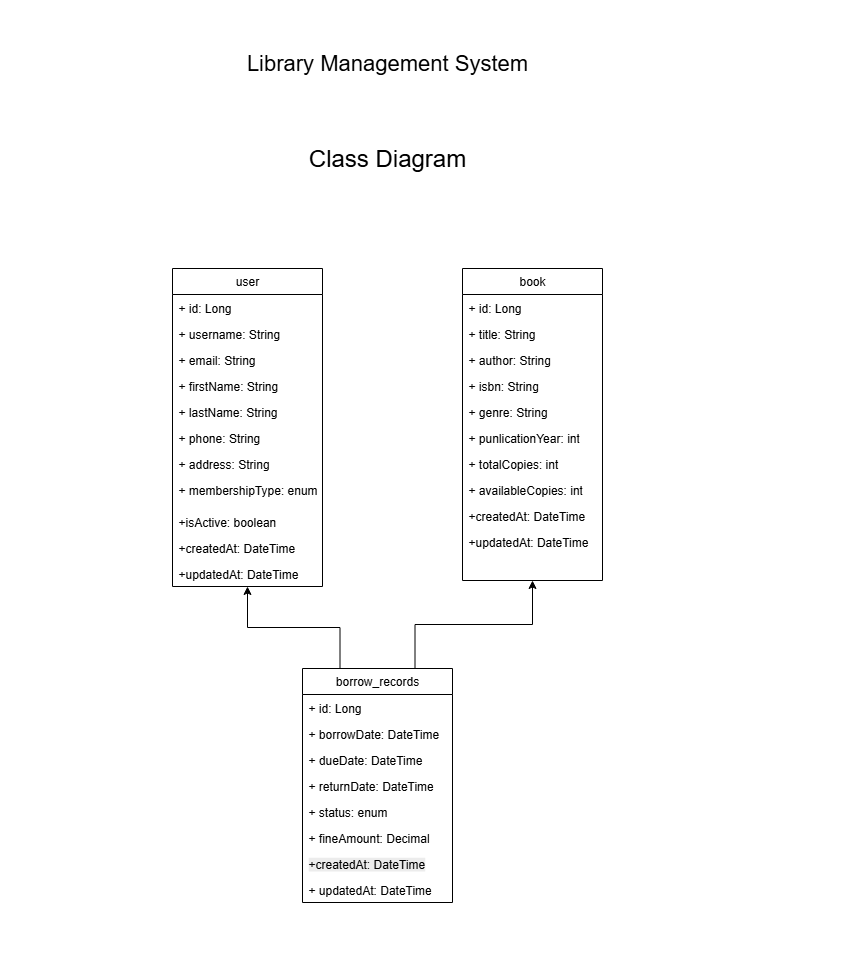 Library Management System
Class Diagram
user
+ id: Long
+ username: String
+ email: String
+ firstName: String
+ lastName: String
+ phone: String
+ address: String
+ membershipType: enum
+isActive: boolean
+createdAt: DateTime
+updatedAt: DateTime
book
+ id: Long
+ title: String
+ author: String
+ isbn: String
+ genre: String
+ punlicationYear: int
+ totalCopies: int
+ availableCopies: int
+createdAt: DateTime
+updatedAt: DateTime
borrow_records
+ id: Long
+ borrowDate: DateTime
+ dueDate: DateTime
+ returnDate: DateTime
+ status: enum
+ fineAmount: Decimal
+createdAt: DateTime
+ updatedAt: DateTime